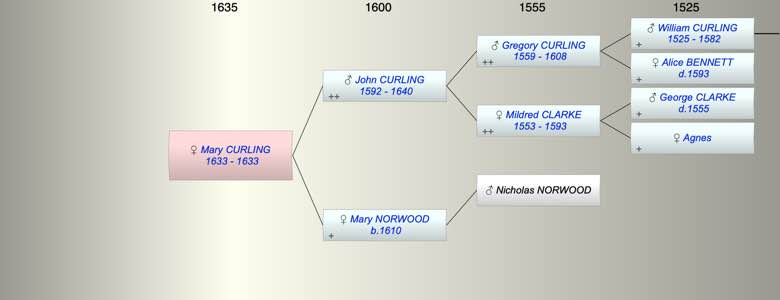 1635 1600 1555 1525
♂ William CURLING
1525 - 1582
+
♂ Gregory CURLING
1559 - 1608
++
♀ Alice BENNETT
d.1593
+
♂ John CURLING
1592 - 1640
++
♂ George CLARKE
d.1555
+
♀ Mildred CLARKE
1553 - 1593
++
♀ Agnes
+
♀ Mary CURLING
1633 - 1633
♂ Nicholas NORWOOD
♀ Mary NORWOOD
b.1610
+